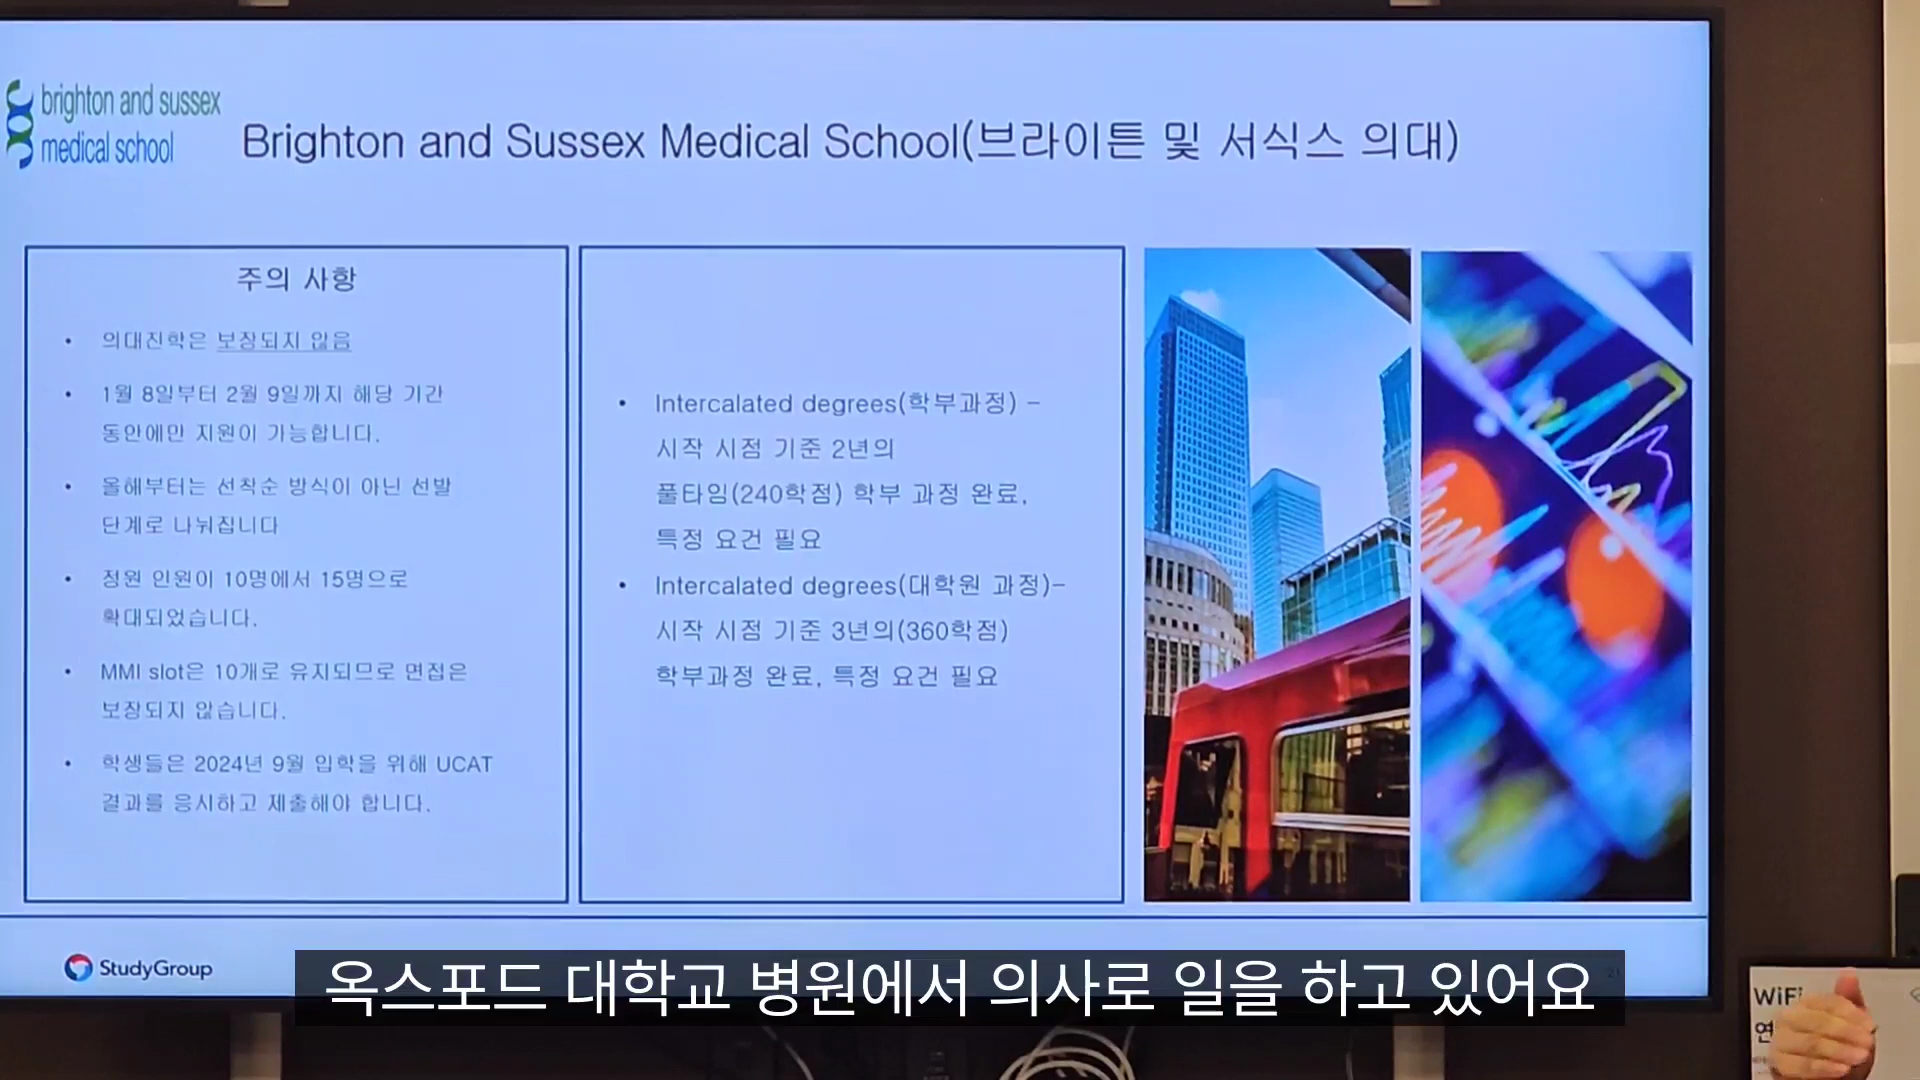 brighton and sussex
medical school
Brighton and Sussex Medical School(브라이튼 및 서식스 의대)
주의 사항
• 의대진학은 보장되지 않음
• 1월 8일부터 2월 9일까지 해당 기간
동안에만 지원이 가능합니다.
• 올해부터는 선착순 방식이 아닌 선발
단계로 나눠집니다
• 정원 인원이 10명에서 15명으로
확대되었습니다.
• MMI slot은 10개로 유지되므로 면접은
보장되지 않습니다.
• 학생들은 2024년 9월 입학을 위해 UCAT
결과를 응시하고 제출해야 합니다.
• Intercalated degrees(학부과정) –
시작 시점 기준 2년의
풀타임(240학점) 학부 과정 완료,
특정 요건 필요
• Intercalated degrees(대학원 과정)–
시작 시점 기준 3년의(360학점)
학부과정 완료, 특정 요건 필요
StudyGroup
옥스포드 대학교 병원에서 의사로 일을 하고 있어요
WiFi
연